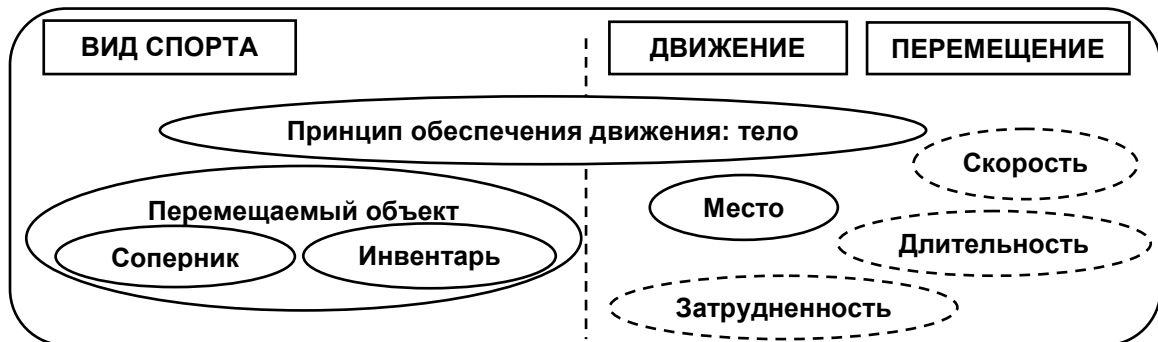 ВИД СПОРТА
ДВИЖЕНИЕ
ПЕРЕМЕЩЕНИЕ
Принцип обеспечения движения: тело
Скорость
Перемещаемый объект
Место
Соперник
Инвентарь
Длительность
Затрудненность